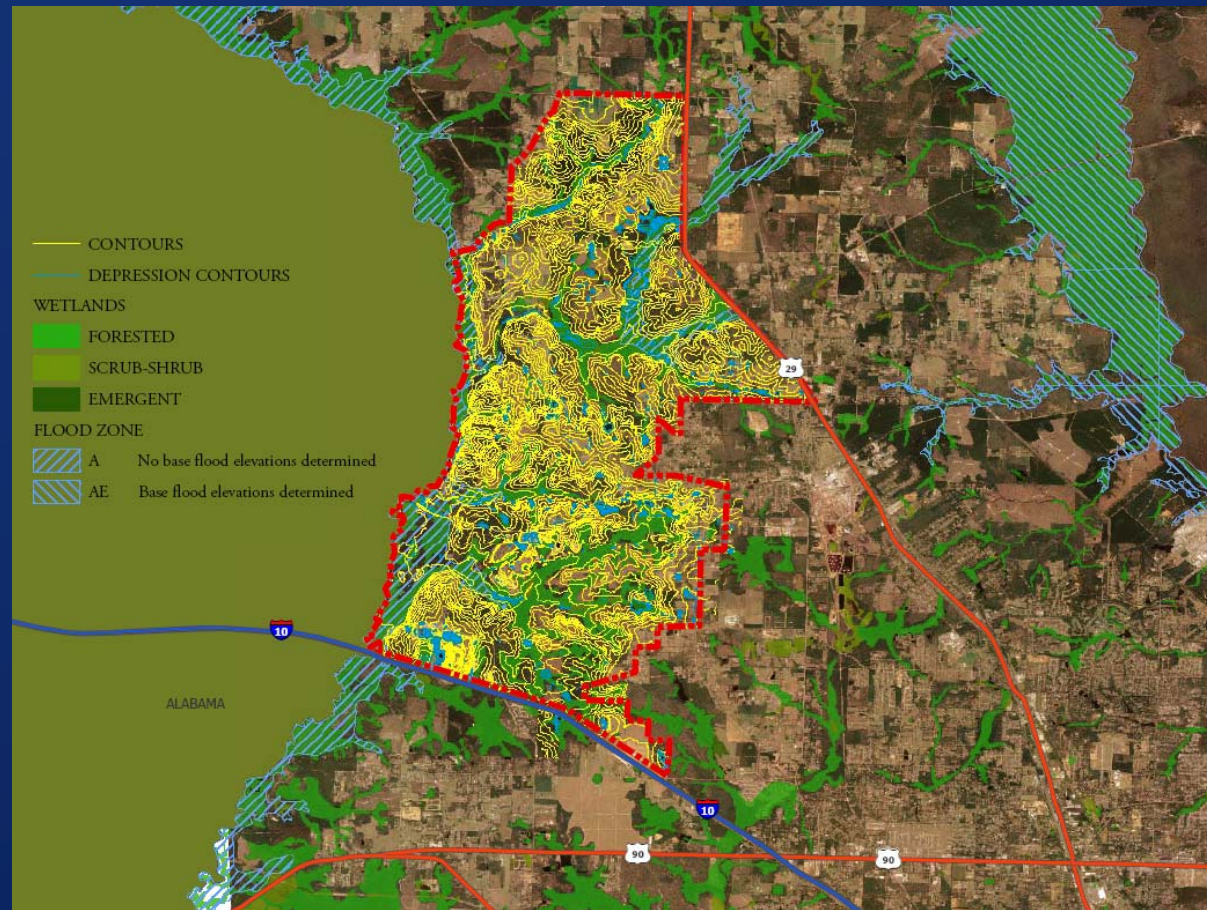 CONTOURS
DEPRESSION CONTOURS
WETLANDS
FORESTED
SCRUB-SHRUB
EMERGENT
FLOOD ZONE
A No base flood elevations determined
AE Base flood elevations determined
29
10
ALABAMA
10
90
90